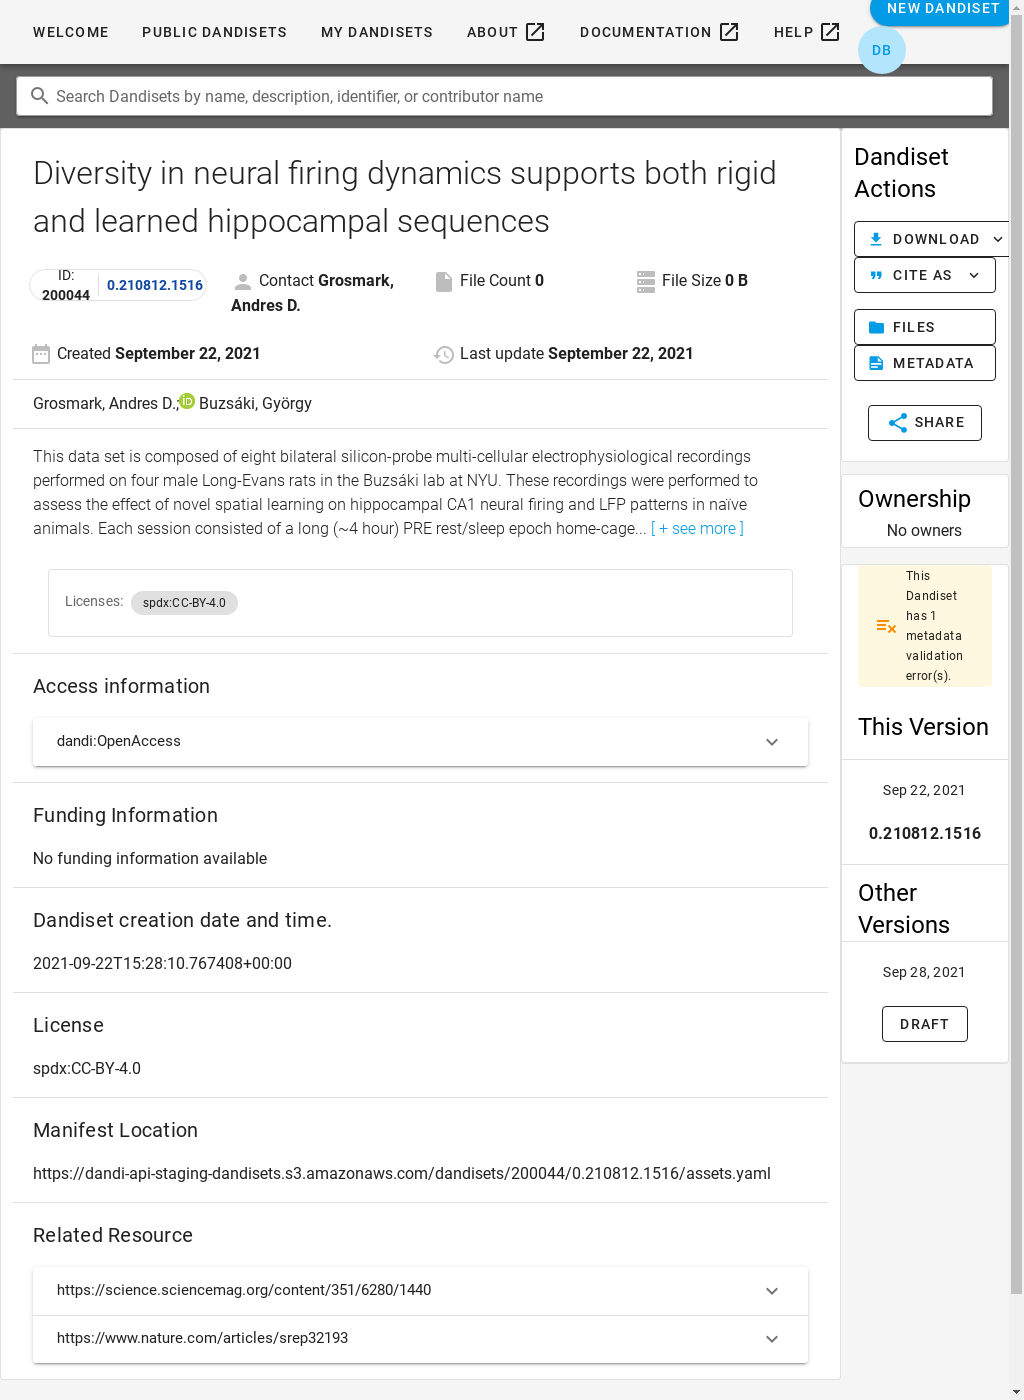 WELCOME
PUBLIC DANDISETS
MY DANDISETS
ABOUT
DOCUMENTATION
HELP
NEW DANDISET
DB
Search Dandisets by name, description, identifier, or contributor name
Diversity in neural firing dynamics supports both rigid
and learned hippocampal sequences
ID:
200044
0.210812.1516
Contact Grosmark,
Andres D.
File Count 0
File Size 0 B
Created September 22, 2021
Last update September 22, 2021
Grosmark, Andres D.; iD Buzsáki, György
This data set is composed of eight bilateral silicon-probe multi-cellular electrophysiological recordings
performed on four male Long-Evans rats in the Buzsáki lab at NYU. These recordings were performed to
assess the effect of novel spatial learning on hippocampal CA1 neural firing and LFP patterns in naïve
animals. Each session consisted of a long (~4 hour) PRE rest/sleep epoch home-cage... [ + see more ]
Licenses: spdx:CC-BY-4.0
Access information
dandi:OpenAccess
Funding Information
No funding information available
Dandiset creation date and time.
2021-09-22T15:28:10.767408+00:00
License
spdx:CC-BY-4.0
Manifest Location
https://dandi-api-staging-dandisets.s3.amazonaws.com/dandisets/200044/0.210812.1516/assets.yaml
Related Resource
https://science.sciencemag.org/content/351/6280/1440
https://www.nature.com/articles/srep32193
Dandiset
Actions
DOWNLOAD
CITE AS
FILES
METADATA
SHARE
Ownership
No owners
This
Dandiset
has 1
metadata
validation
error(s).
This Version
Sep 22, 2021
0.210812.1516
Other
Versions
Sep 28, 2021
DRAFT